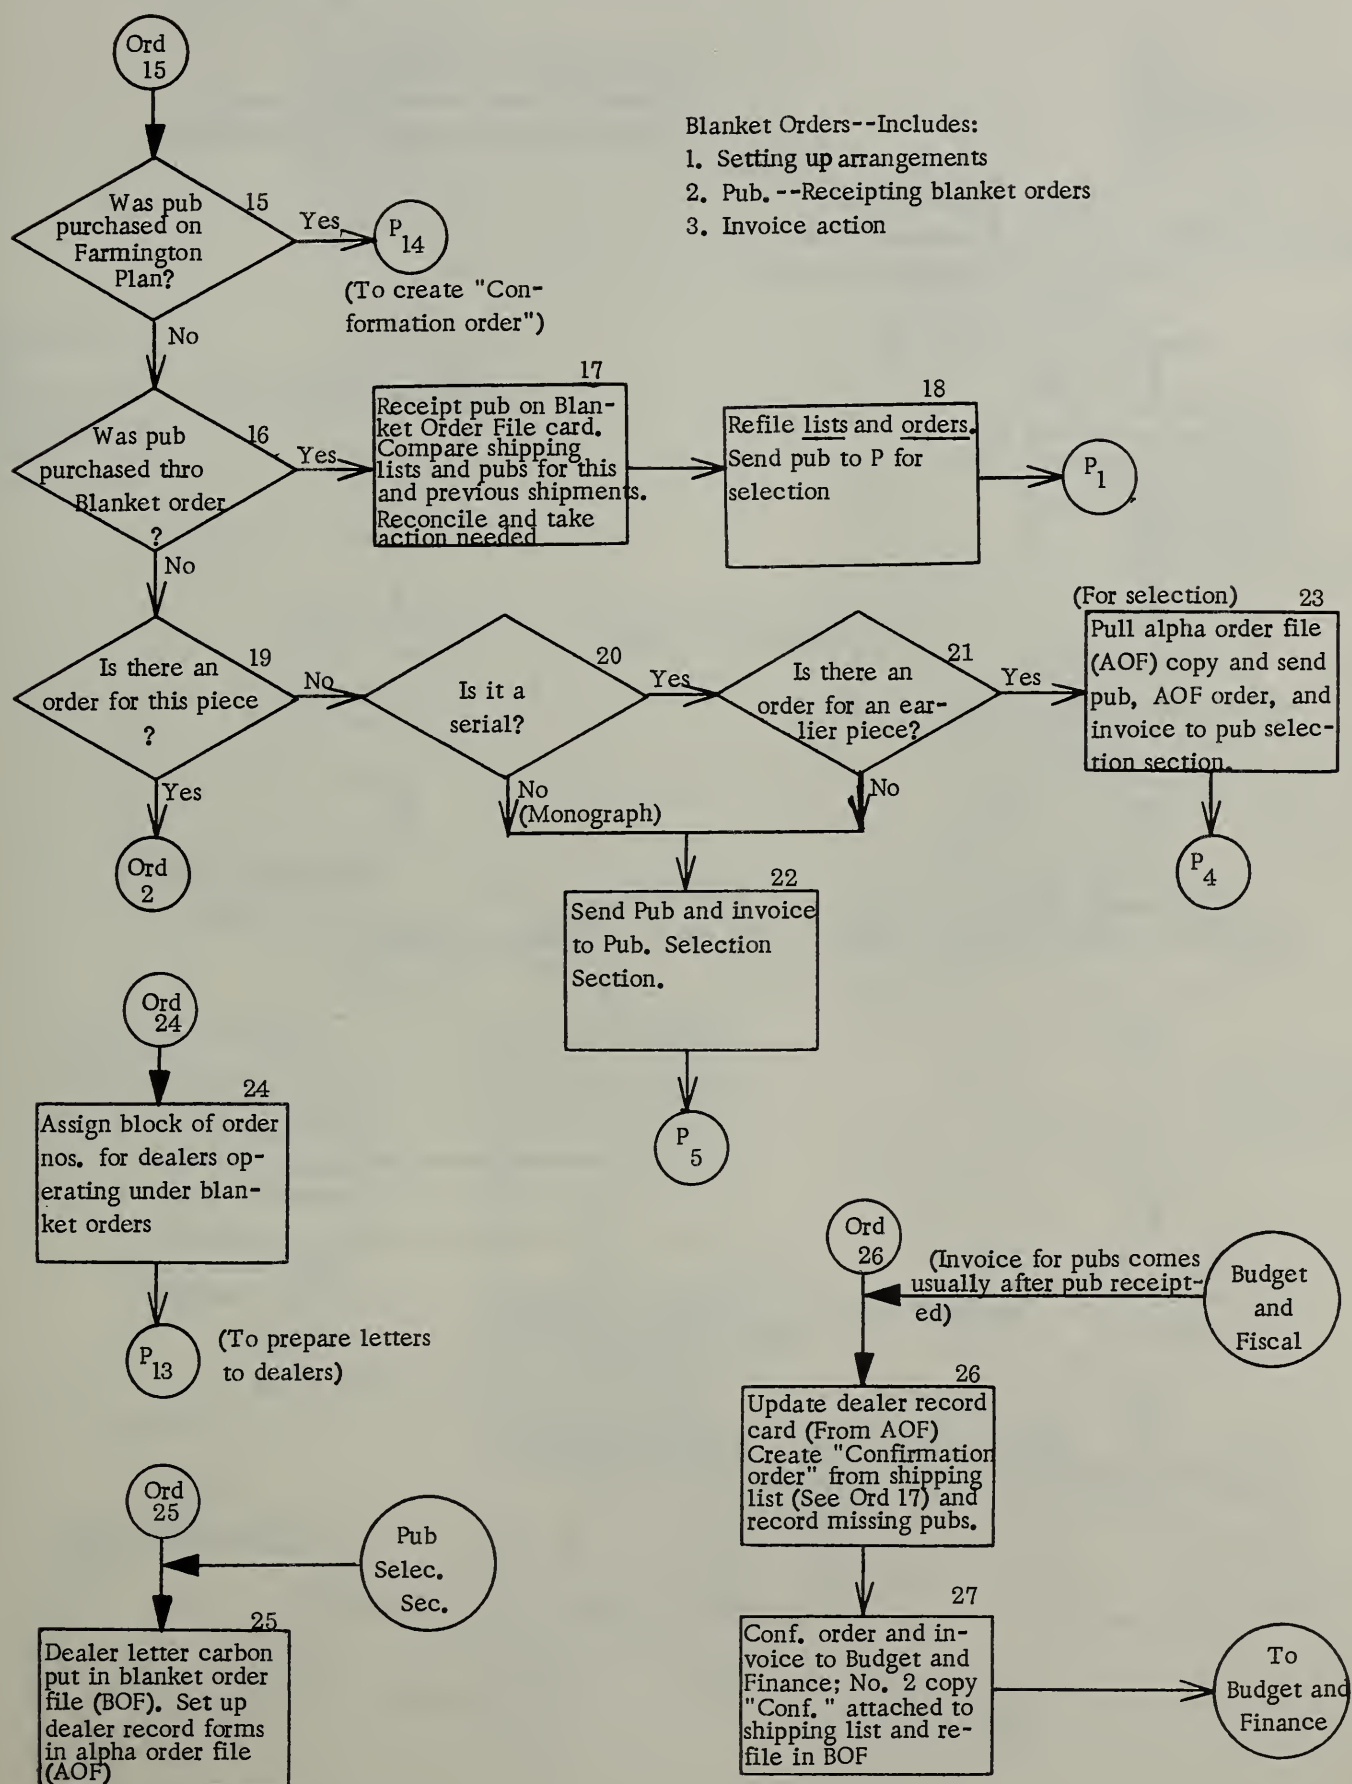 Ord
15
Blanket Orders--Includes:
1. Setting up arrangements
2. Pub. --Receipting blanket orders
3. Invoice action
Was pub
purchased on
Farmington
Plan?
15
Yes
P
14
(To create "Con-
formation order")
No
Was pub
purchased thro
Blanket order
?
16
Yes
17
Receipt pub on Blan-
ket Order File card.
Compare shipping
lists and pubs for this
and previous shipments.
Reconcile and take
action needed
18
Refile lists and orders.
Send pub to P for
selection
P
1
No
Is there an
order for this piece
?
19
No
Is it a
serial?
20
Yes
Is there an
order for an ear-
lier piece?
21
Yes
(For selection)
23
Pull alpha order file
(AOF) copy and send
pub, AOF order, and
invoice to pub selec-
tion section.
P
4
Yes
Ord
2
No
(Monograph)
No
22
Send Pub and invoice
to Pub. Selection
Section.
P
5
Ord
24
24
Assign block of order
nos. for dealers op-
erating under blan-
ket orders
P
13
(To prepare letters
to dealers)
Ord
26
(Invoice for pubs comes
usually after pub receipt-
ed)
Budget
and
Fiscal
26
Update dealer record
card (From AOF)
Create "Confirmation
order" from shipping
list (See Ord 17) and
record missing pubs.
Ord
25
Pub
Selec.
Sec.
25
Dealer letter carbon
put in blanket order
file (BOF). Set up
dealer record forms
in alpha order file
(AOF)
27
Conf. order and in-
voice to Budget and
Finance; No. 2 copy
"Conf." attached to
shipping list and re-
file in BOF
To
Budget and
Finance